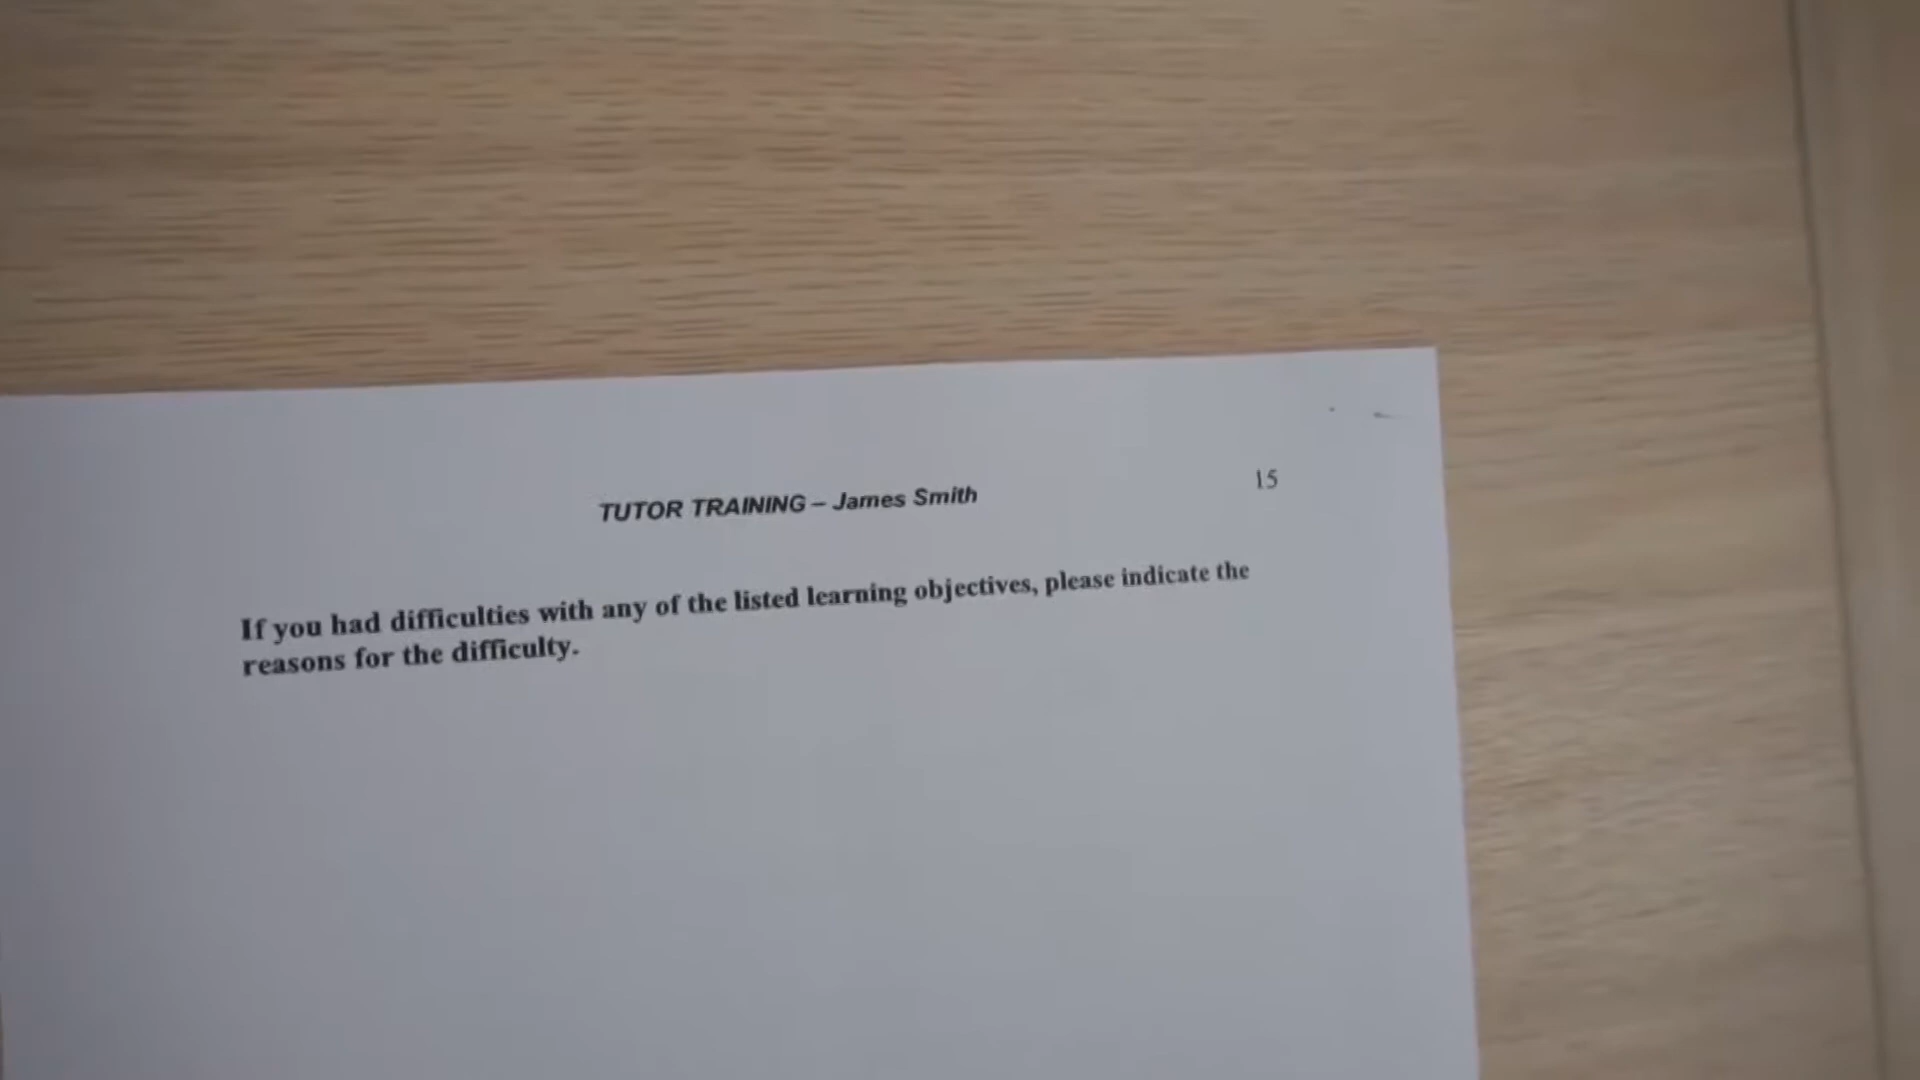 15
TUTOR TRAINING – James Smith
If you had difficulties with any of the listed learning objectives, please indicate the
reasons for the difficulty.